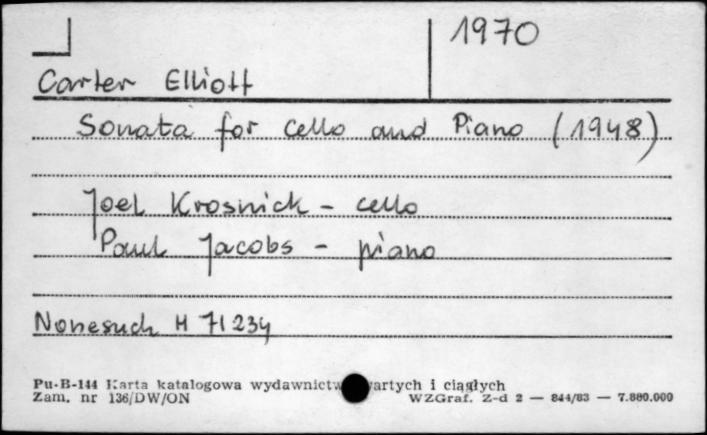 1970
Carter Elliott
Sonata for cello and Piano (1948)
Joel Krosnick - cello
Paul Jacobs - piano
Nonesuch H 71234
Pu-B-144 Karta katalogowa wydawnictw wartych i ciągłych
Zam. nr 136/DW/ON WZGraf. Z-d 2 — 844/83 — 7.880.000